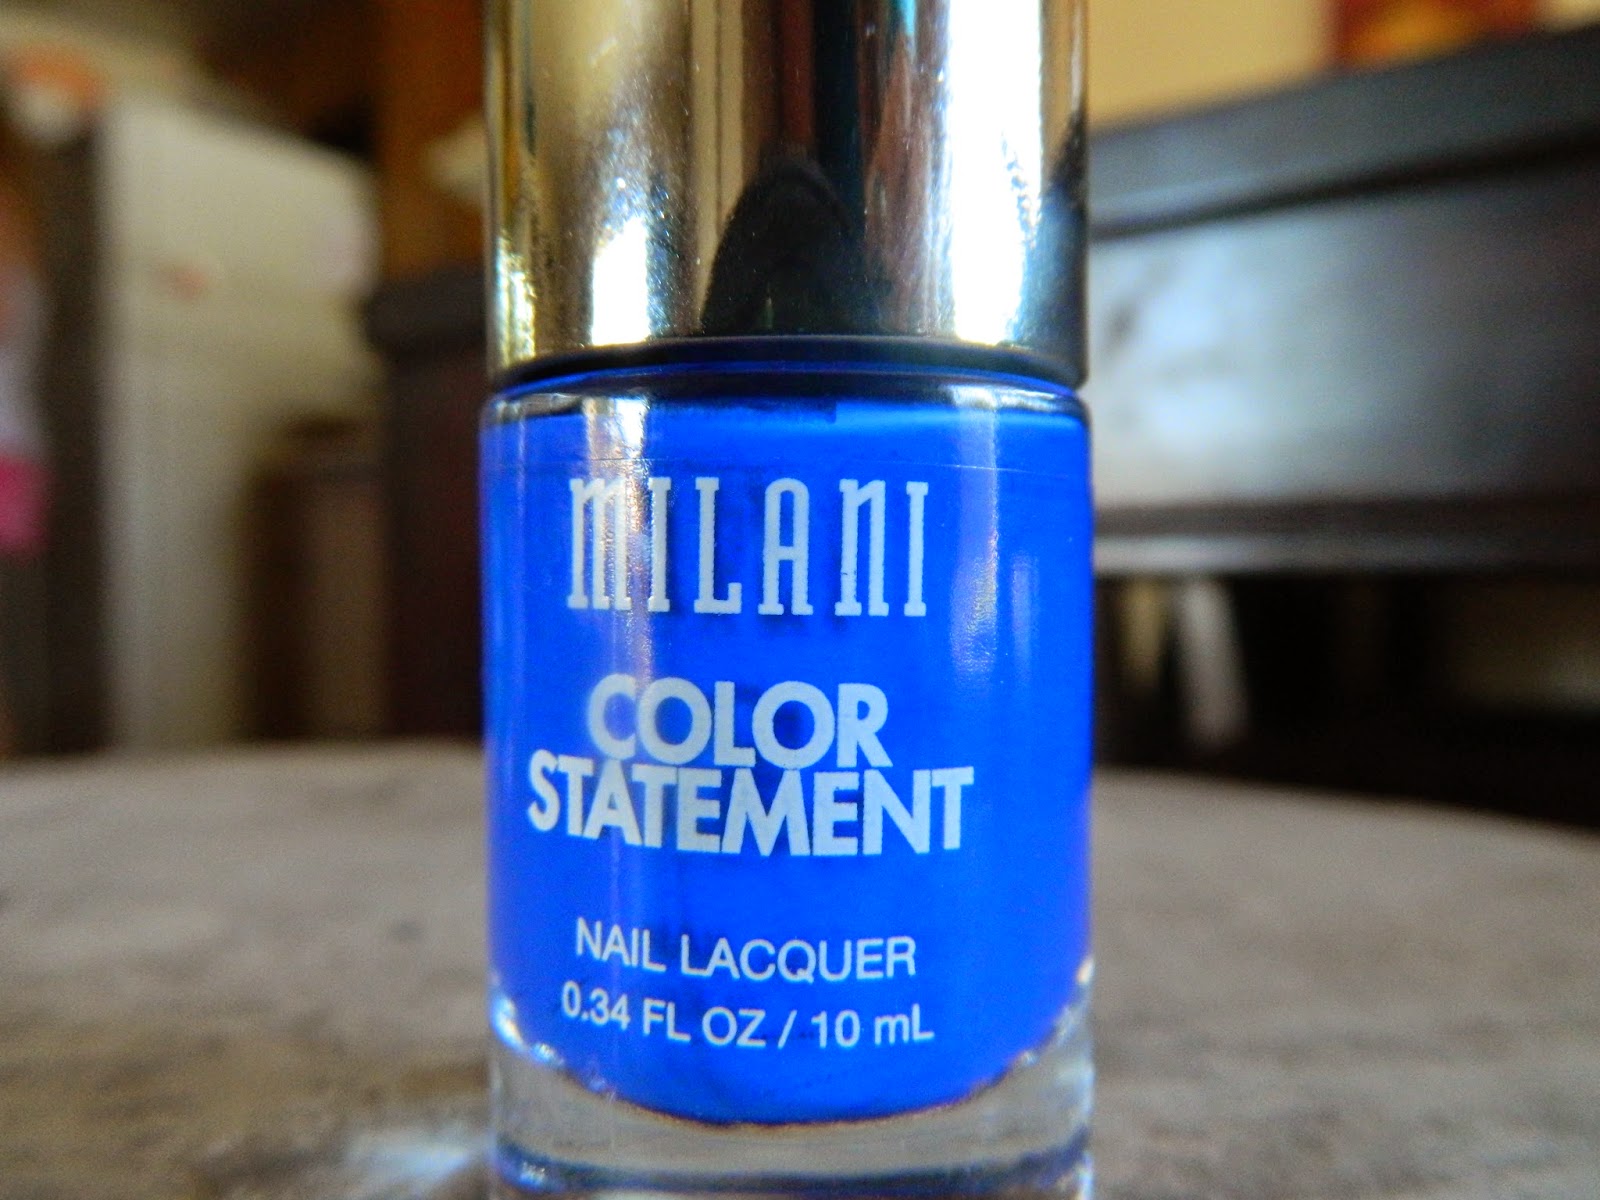 MILANI
COLOR
STATEMENT
NAIL LACQUER
0.34 FL OZ / 10 mL